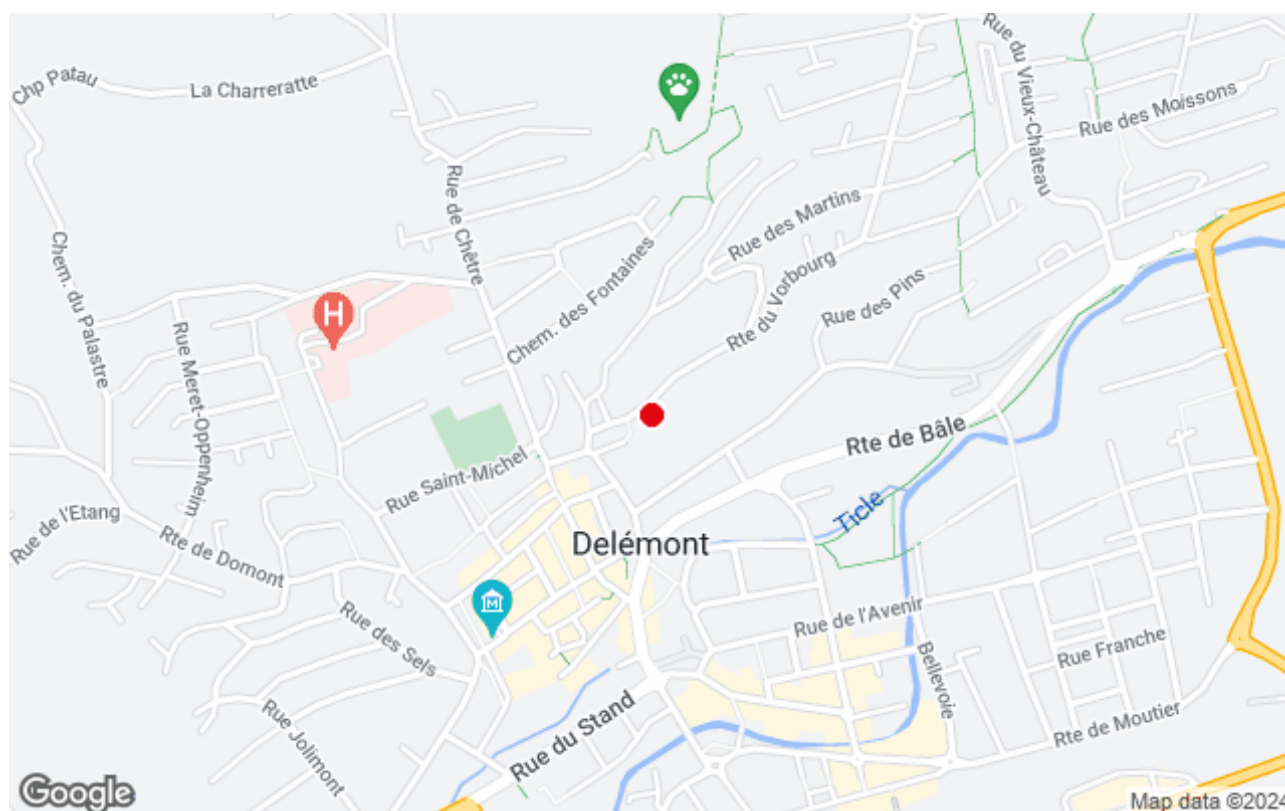 Rue du Vieux-Château
Chp Patau
La Charreratte
Rue des Moissons
Rue de Chêtre
Rue des Martins
Chem. du Palastre
Chem. des Fontaines
Rte du Vorbourg
Rue des Pins
H
Rue Meret-Oppenheim
Rte de Bâle
Rue Saint-Michel
Rue de l'Etang
Ticle
Rte de Domont
Delémont
M
Rue de l'Avenir
Rue des Sels
Bellevoie
Rue Franche
Rue du Stand
Rte de Moutier
Rue Jolimont
Google
Map data ©2024